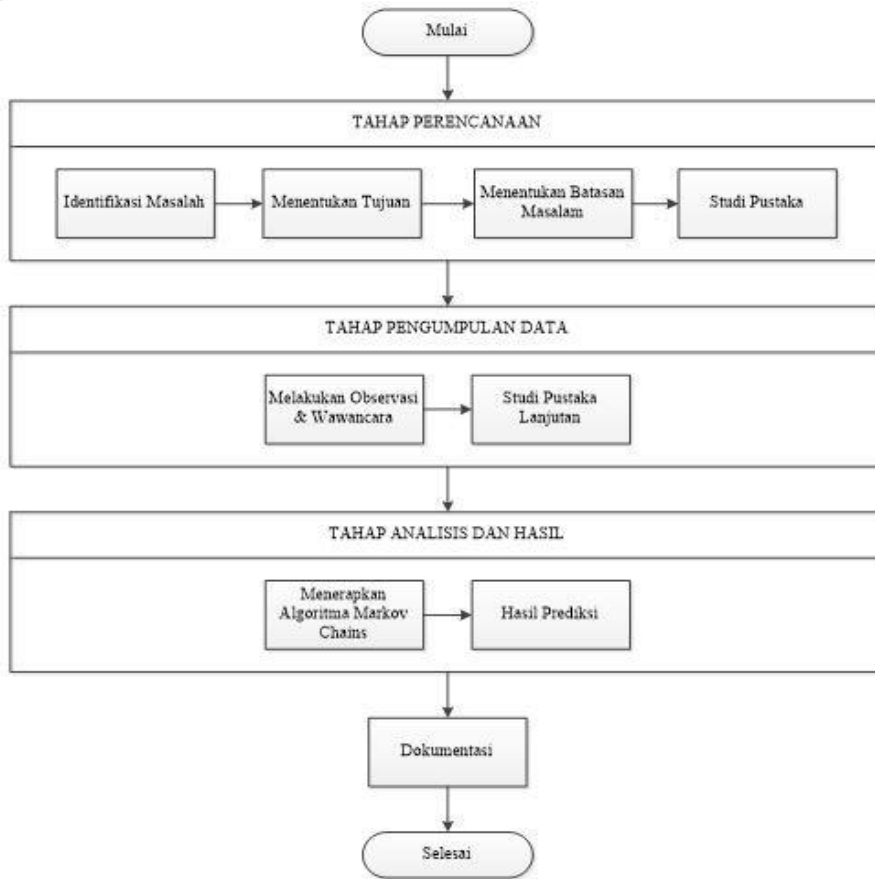 Mulai
TAHAP PERENCANAAN
Identifikasi Masalah
Menentukan Tujuan
Menentukan Batasan
Masalam
Studi Pustaka
TAHAP PENGUMPULAN DATA
Melakukan Observasi
& Wawancara
Studi Pustaka
Lanjutan
TAHAP ANALISIS DAN HASIL
Menerapkan
Algoritma Markov
Chains
Hasil Prediksi
Dokumentasi
Selesai